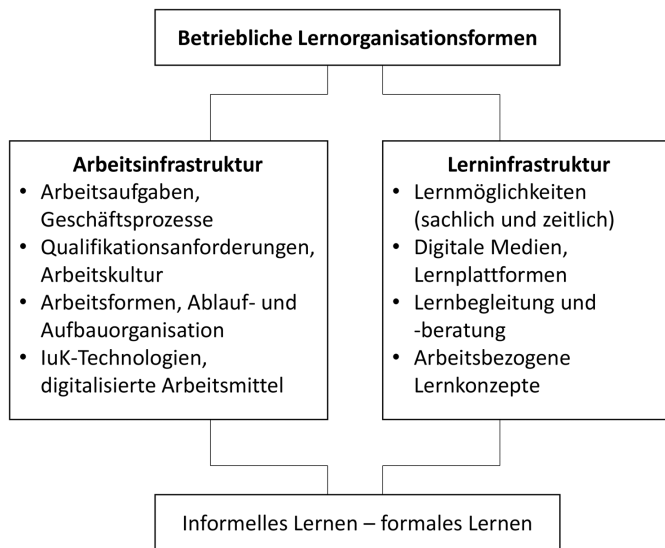 Betriebliche Lernorganisationsformen
Arbeitsinfrastruktur
• Arbeitsaufgaben,
Geschäftsprozesse
• Qualifikationsanforderungen,
Arbeitskultur
• Arbeitsformen, Ablauf- und
Aufbauorganisation
• IuK-Technologien,
digitalisierte Arbeitsmittel
Lerninfrastruktur
• Lernmöglichkeiten
(sachlich und zeitlich)
• Digitale Medien,
Lernplattformen
• Lernbegleitung und
-beratung
• Arbeitsbezogene
Lernkonzepte
Informelles Lernen – formales Lernen